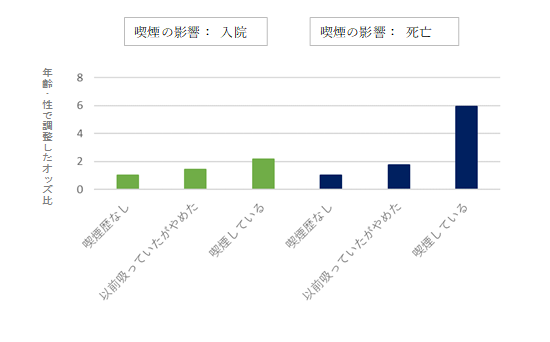 喫煙の影響： 入院
喫煙の影響： 死亡
年齢・性で調整したオッズ比
8
6
4
2
0
喫煙歴なし
以前吸っていたがやめた
喫煙している
喫煙歴なし
以前吸っていたがやめた
喫煙している